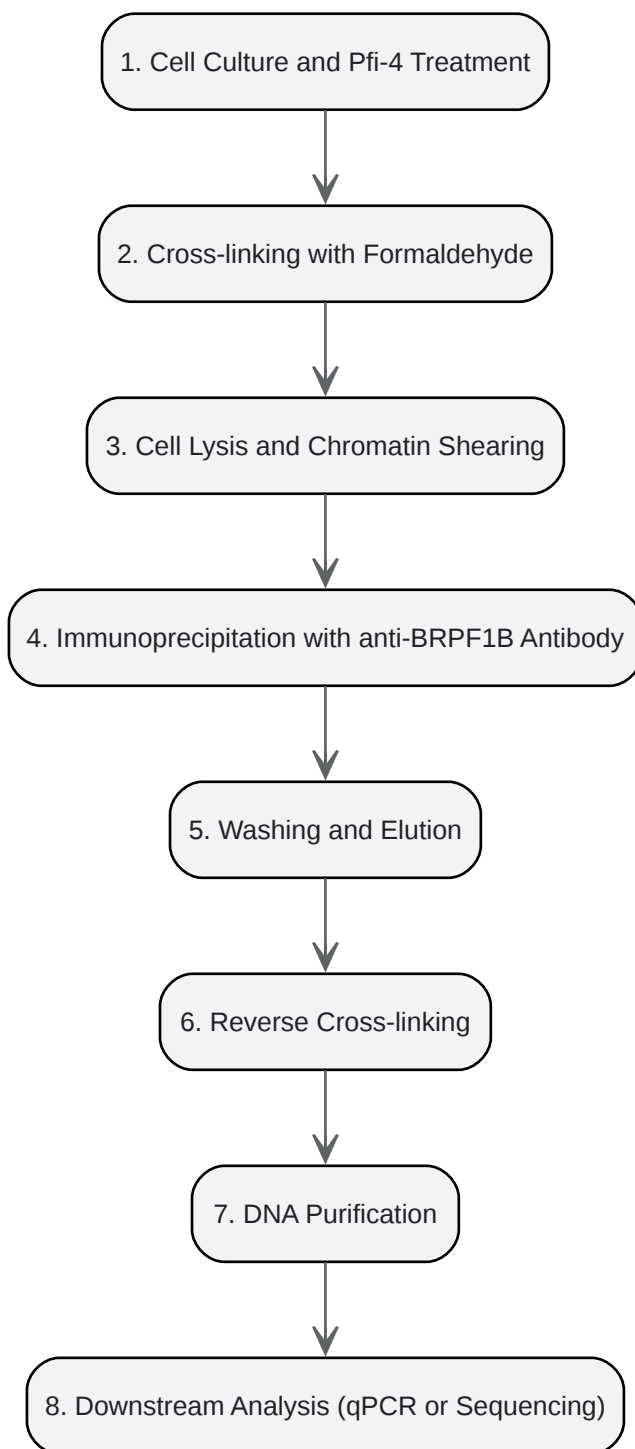 1. Cell Culture and Pfi-4 Treatment
2. Cross-linking with Formaldehyde
3. Cell Lysis and Chromatin Shearing
4. Immunoprecipitation with anti-BRPF1B Antibody
5. Washing and Elution
6. Reverse Cross-linking
7. DNA Purification
8. Downstream Analysis (qPCR or Sequencing)